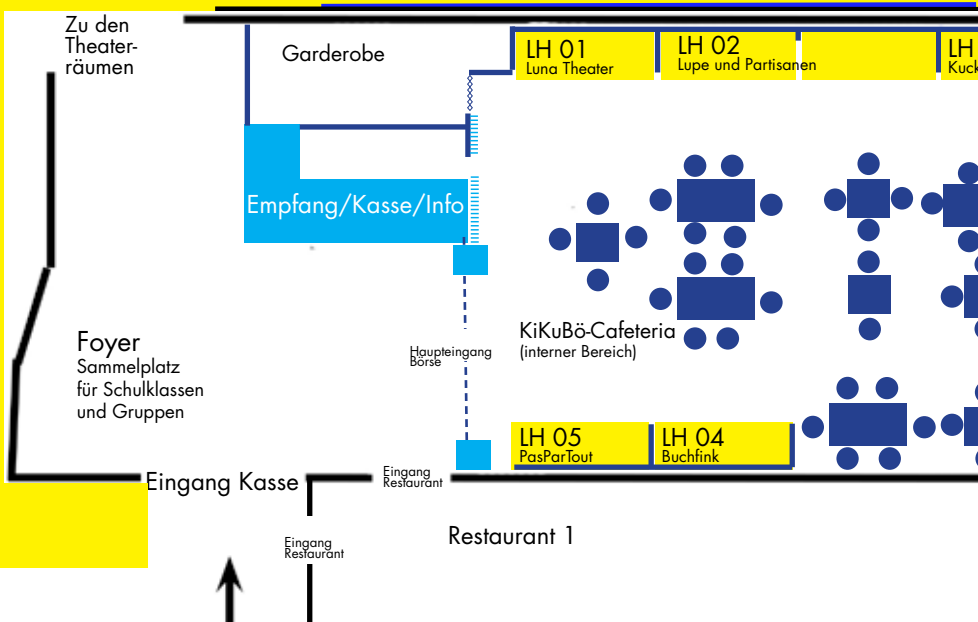 Zu den
Theater-
räumen
Garderobe
LH 01
Luna Theater
LH 02
Lupe und Partisanen
LH
Kuck
Empfang/Kasse/Info
Foyer
Sammelplatz
für Schulklassen
und Gruppen
Haupteingang
Börse
KiKuBö-Cafeteria
(interner Bereich)
LH 05
PasParTout
LH 04
Buchfink
Eingang Kasse
Eingang
Restaurant
Eingang
Restaurant
Restaurant 1